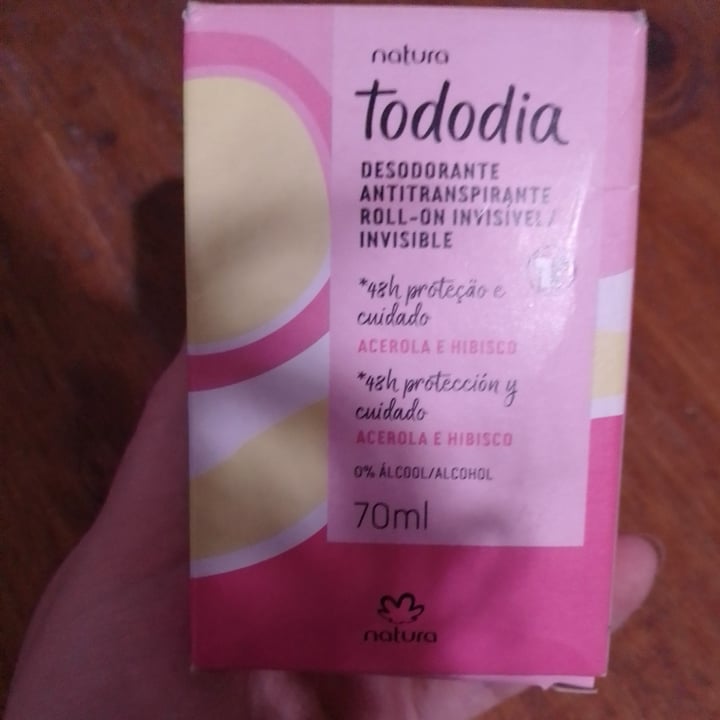 natura
tododia
DESODORANTE
ANTITRANSPIRANTE
ROLL-ON INVISÍVEL/
INVISIBLE
*48h proteção e
cuidado
ACEROLA E HIBISCO
*48h protección y
cuidado
ACEROLA E HIBISCO
0% ÁLCOOL/ALCOHOL
70ml
natura